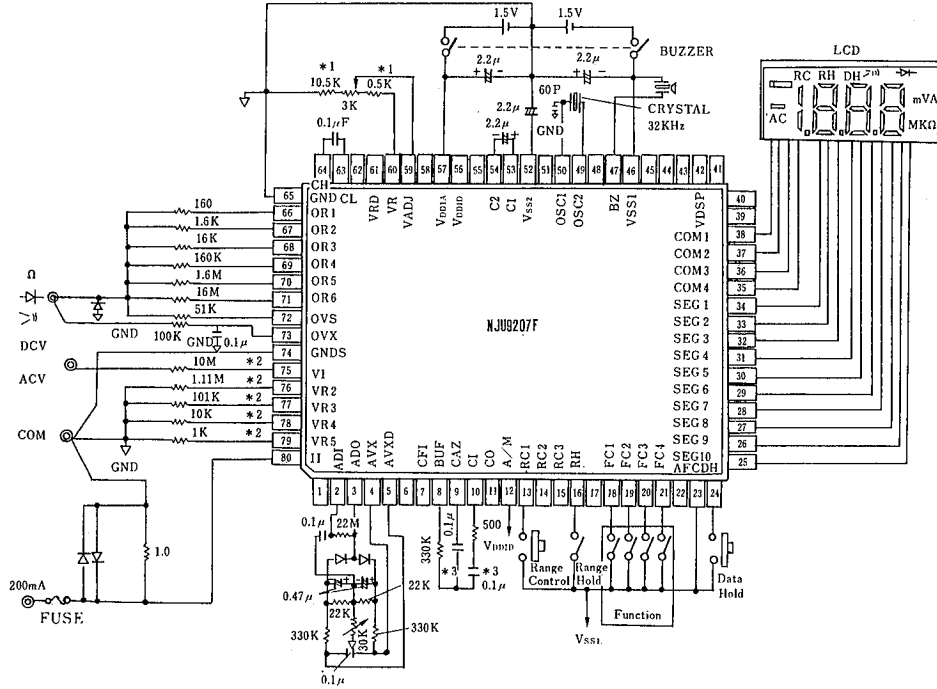 1.5V 1.5V
BUZZER
LCD
2.2μ 2.2μ
+ - + -
*1 *1
10.5K 0.5K
3K
60P
CRYSTAL
32KHz
GND
2.2μ
2.2μ
0.1μF
RC RH DH
AC
18.8.8
mVA
MKΩ
64 63 62 61 60 59 58 57 56 55 54 53 52 51 50 49 48 47 46 45 44 43 42 41
CH
CL
VRD
VR
VADJ
VDD1A
VDD1D
C2
C1
VSS2
OSC1
OSC2
BZ
VSS1
VDSP
65 GND
160 66 OR1
1.6K 67 OR2
16K 68 OR3
160K 69 OR4
1.6M 70 OR5
16M 71 OR6
51K 72 OVS
100K 73 OVX
GND 0.1μ 74 GNDS
10M *2 75 VI
1.11M *2 76 VR2
101K *2 77 VR3
10K *2 78 VR4
1K *2 79 VR5
80 II
Ω
V
GND
DCV
ACV
COM
GND
NJU9207F
40
39
COM1 38
COM2 37
COM3 36
COM4 35
SEG1 34
SEG2 33
SEG3 32
SEG4 31
SEG5 30
SEG6 29
SEG7 28
SEG8 27
SEG9 26
SEG10
AFCDH 25
ADI
ADO
AVX
AVXD
CFI
BUF
CAZ
CI
CO
A/M
RC1
RC2
RC3
RH
FC1
FC2
FC3
FC4
1 2 3 4 5 6 7 8 9 10 11 12 13 14 15 16 17 18 19 20 21 22 23 24
0.1μ 22M
330K
0.1μ
500
*3 *3
0.1μ
VDD1D
Range
Control
Range
Hold
Function
Data
Hold
VSS1
1.0
200mA
FUSE
0.47μ
22K
22K
330K
30K
330K
0.1μ